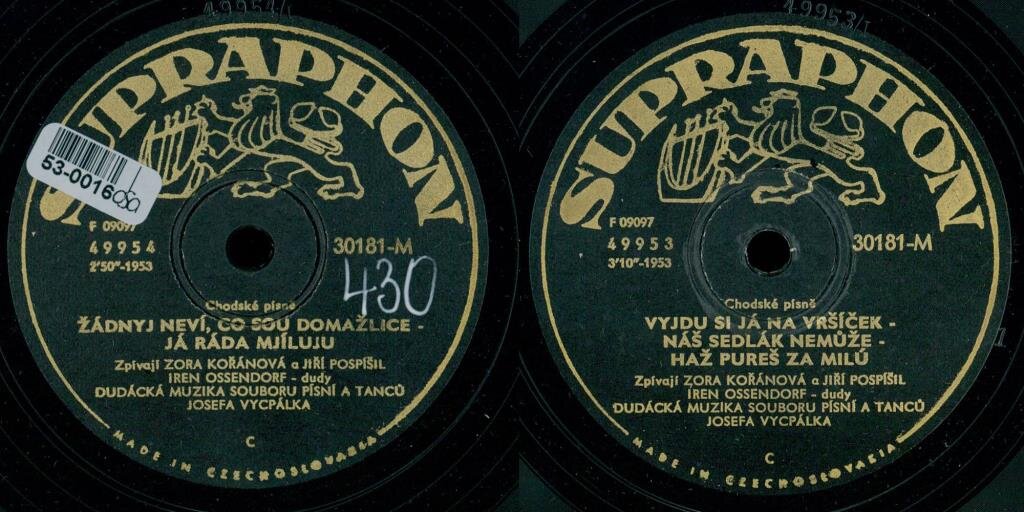 49954/1
SUPRAPHON
53-0016
F 09097
49954
2'50"-1953
30181-M
430
Chodské písně
ŽÁDNYJ NEVÍ, CO SOU DOMAŽLICE -
JÁ RÁDA MJILUJU
Zpívají ZORA KOŘÁNOVÁ a JIŘÍ POSPÍŠIL
IREN OSSENDORF - dudy
DUDÁCKÁ MUZIKA SOUBORU PÍSNÍ A TANCŮ
JOSEFA VYCPÁLKA
C
MADE IN CZECHOSLOVAKIA
49953/1
SUPRAPHON
F 09097
49953
3'10"-1953
30181-M
Chodské písně
VYJDU SI JÁ NA VRŠÍČEK -
NÁŠ SEDLÁK NEMŮŽE -
HAŽ PUREŠ ZA MILÚ
Zpívají ZORA KOŘÁNOVÁ a JIŘÍ POSPÍŠIL
IREN OSSENDORF - dudy
DUDÁCKÁ MUZIKA SOUBORU PÍSNÍ A TANCŮ
JOSEFA VYCPÁLKA
C
MADE IN CZECHOSLOVAKIA